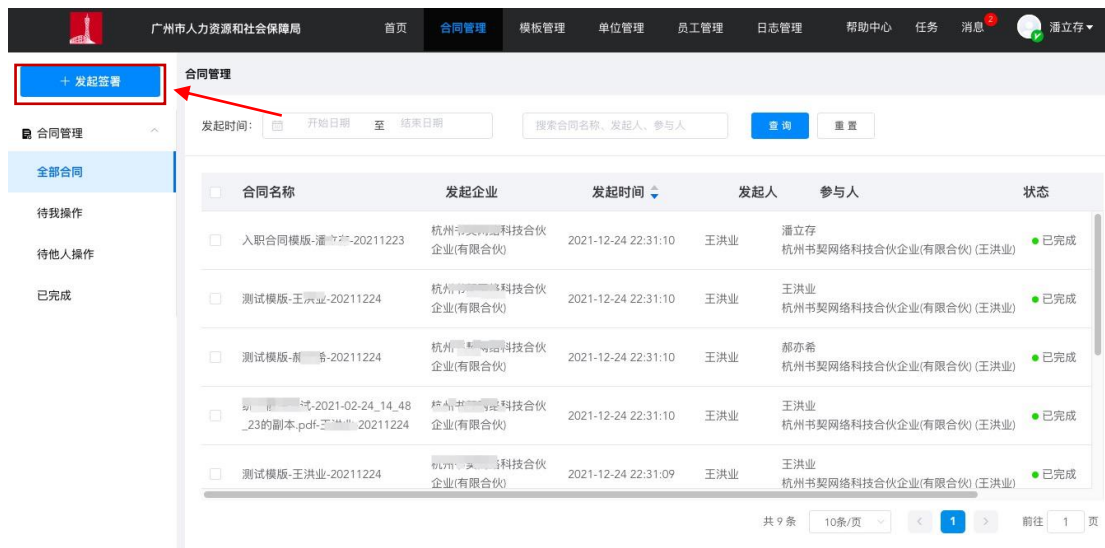 广州市人力资源和社会保障局 首页 合同管理 模板管理 单位管理 员工管理 日志管理 帮助中心 任务 消息 2 潘立存
+ 发起签署
合同管理
合同管理
全部合同
待我操作
待他人操作
已完成
发起时间: 开始日期 至 结束日期 搜索合同名称、发起人、参与人 查询 重置
合同名称 发起企业 发起时间 发起人 参与人 状态
入职合同模版-潘 -20211223 杭州 科技合伙企业(有限合伙) 2021-12-24 22:31:10 王洪业 潘立存
杭州书契网络科技合伙企业(有限合伙) (王洪业) 已完成
测试模版-王 -20211224 杭州 科技合伙企业(有限合伙) 2021-12-24 22:31:10 王洪业 王洪业
杭州书契网络科技合伙企业(有限合伙) (王洪业) 已完成
测试模版- -20211224 杭州 科技合伙企业(有限合伙) 2021-12-24 22:31:10 王洪业 郝亦希
杭州书契网络科技合伙企业(有限合伙) (王洪业) 已完成
试-2021-02-24_14_48
_23的副本.pdf- 20211224 科技合伙企业(有限合伙) 2021-12-24 22:31:10 王洪业 王洪业
杭州书契网络科技合伙企业(有限合伙) (王洪业) 已完成
测试模版-王洪业-20211224 科技合伙企业(有限合伙) 2021-12-24 22:31:09 王洪业 王洪业
杭州书契网络科技合伙企业(有限合伙) (王洪业) 已完成
共 9 条 10条/页 < 1 > 前往 1 页